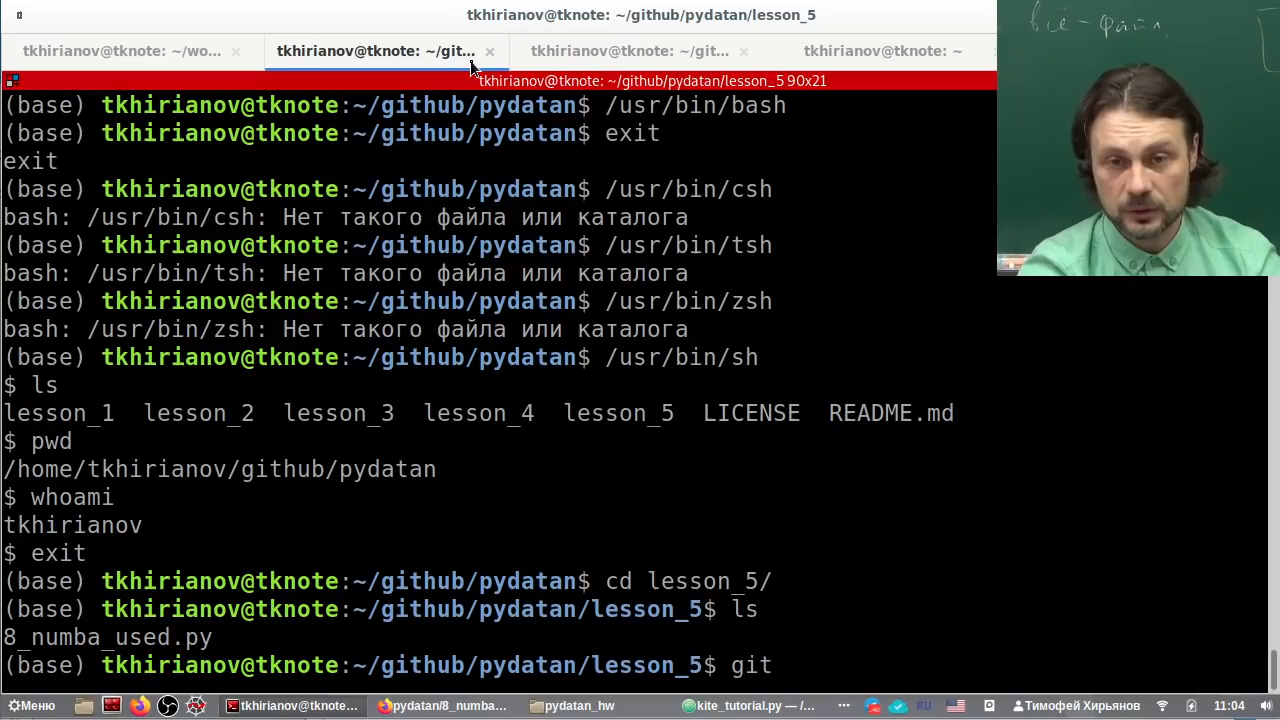 tkhirianov@tknote: ~/github/pydatan/lesson_5
tkhirianov@tknote: ~/wo... × tkhirianov@tknote: ~/git... × tkhirianov@tknote: ~/git... × tkhirianov@tknote: ~
tkhirianov@tknote: ~/github/pydatan/lesson_5 90x21
(base) tkhirianov@tknote:~/github/pydatan$ /usr/bin/bash
(base) tkhirianov@tknote:~/github/pydatan$ exit
exit
(base) tkhirianov@tknote:~/github/pydatan$ /usr/bin/csh
bash: /usr/bin/csh: Нет такого файла или каталога
(base) tkhirianov@tknote:~/github/pydatan$ /usr/bin/tsh
bash: /usr/bin/tsh: Нет такого файла или каталога
(base) tkhirianov@tknote:~/github/pydatan$ /usr/bin/zsh
bash: /usr/bin/zsh: Нет такого файла или каталога
(base) tkhirianov@tknote:~/github/pydatan$ /usr/bin/sh
$ ls
lesson_1 lesson_2 lesson_3 lesson_4 lesson_5 LICENSE README.md
$ pwd
/home/tkhirianov/github/pydatan
$ whoami
tkhirianov
$ exit
(base) tkhirianov@tknote:~/github/pydatan$ cd lesson_5/
(base) tkhirianov@tknote:~/github/pydatan/lesson_5$ ls
8_numba_used.py
(base) tkhirianov@tknote:~/github/pydatan/lesson_5$ git
всё-файл
Меню tkhirianov@tknote:... pydatan/8_numba... pydatan_hw kite_tutorial.py — /... ... RU Тимофей Хирьянов 11:04